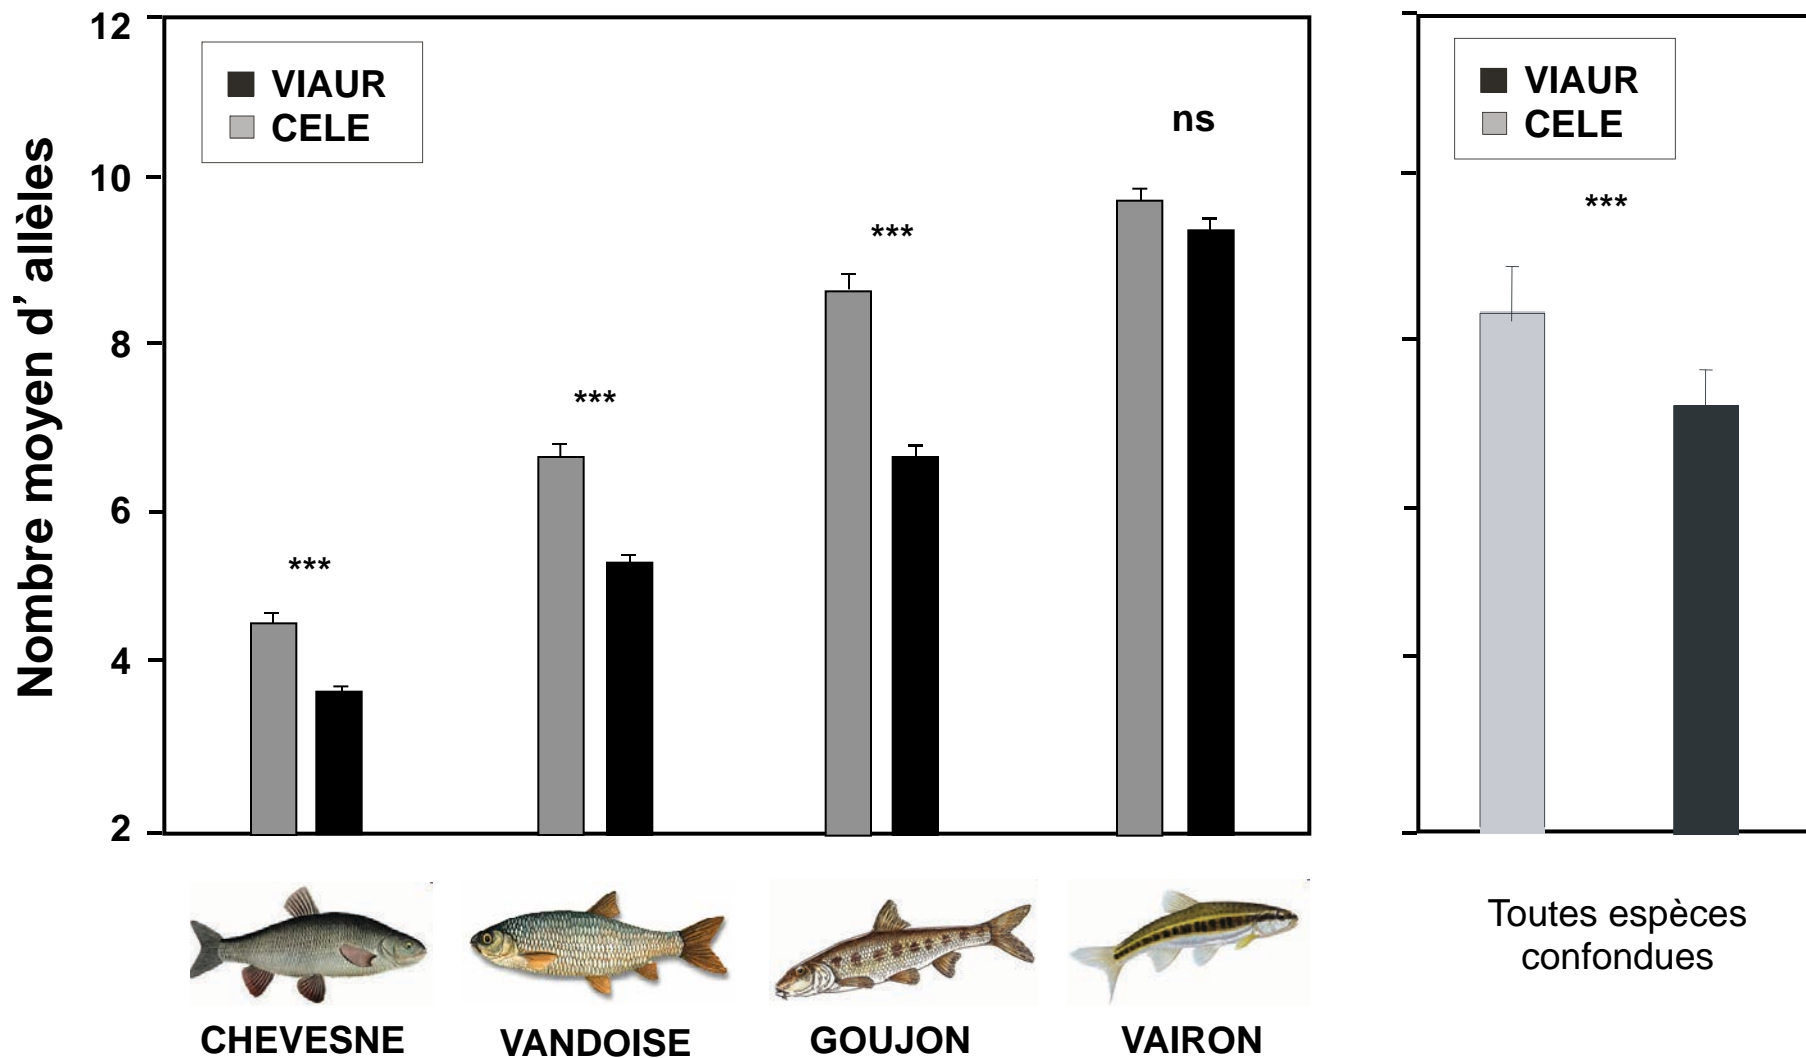 Nombre moyen d’ allèles
12
10
8
6
4
2
VIAUR
CELE
***
***
***
ns
CHEVESNE
VANDOISE
GOUJON
VAIRON
VIAUR
CELE
***
Toutes espèces
confondues